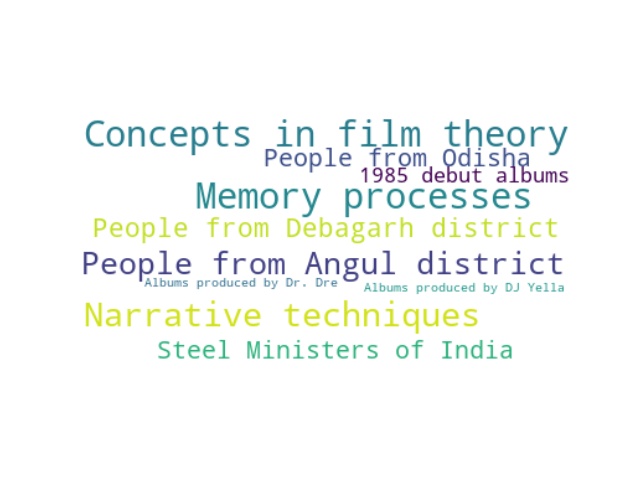 Concepts in film theory
People from Odisha
1985 debut albums
Memory processes
People from Debagarh district
People from Angul district
Albums produced by Dr. Dre
Albums produced by DJ Yella
Narrative techniques
Steel Ministers of India